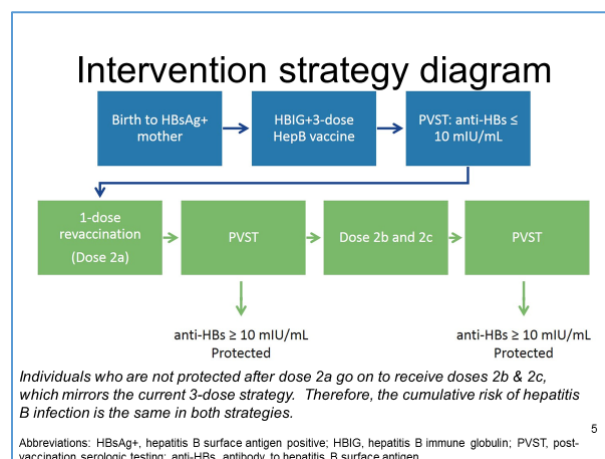 Intervention strategy diagram
Birth to HBsAg+
mother
HBIG+3-dose
HepB vaccine
PVST: anti-HBs ≤
10 mIU/mL
1-dose
revaccination
(Dose 2a)
PVST
Dose 2b and 2c
PVST
anti-HBs ≥ 10 mIU/mL
Protected
anti-HBs ≥ 10 mIU/mL
Protected
Individuals who are not protected after dose 2a go on to receive doses 2b & 2c,
which mirrors the current 3-dose strategy. Therefore, the cumulative risk of hepatitis
B infection is the same in both strategies.
5
Abbreviations: HBsAg+, hepatitis B surface antigen positive; HBIG, hepatitis B immune globulin; PVST, post-
vaccination serologic testing; anti-HBs, antibody to hepatitis B surface antigen